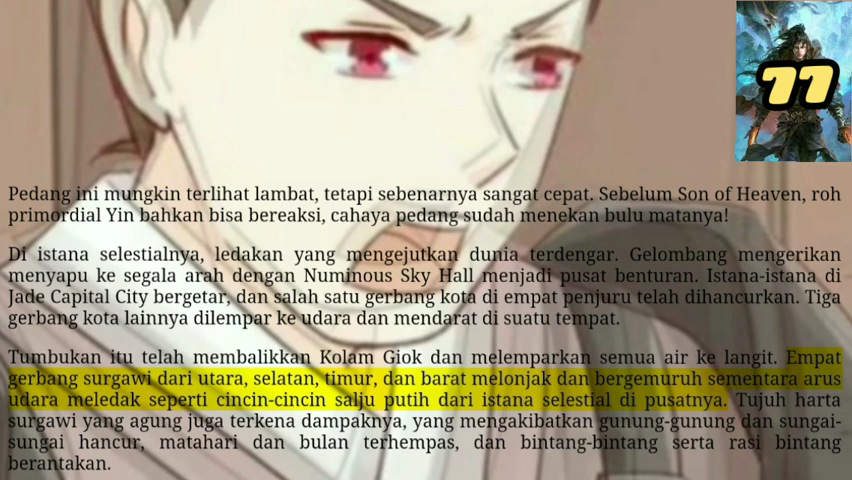 77
Pedang ini mungkin terlihat lambat, tetapi sebenarnya sangat cepat. Sebelum Son of Heaven, roh
primordial Yin bahkan bisa bereaksi, cahaya pedang sudah menekan bulu matanya!
Di istana selestialnya, ledakan yang mengejutkan dunia terdengar. Gelombang mengerikan
menyapu ke segala arah dengan Numinous Sky Hall menjadi pusat benturan. Istana-istana di
Jade Capital City bergetar, dan salah satu gerbang kota di empat penjuru telah dihancurkan. Tiga
gerbang kota lainnya dilempar ke udara dan mendarat di suatu tempat.
Tumbukan itu telah membalikkan Kolam Giok dan melemparkan semua air ke langit. Empat
gerbang surgawi dari utara, selatan, timur, dan barat melonjak dan bergemuruh sementara arus
udara meledak seperti cincin-cincin salju putih dari istana selestial di pusatnya. Tujuh harta
surgawi yang agung juga terkena dampaknya, yang mengakibatkan gunung-gunung dan sungai-
sungai hancur, matahari dan bulan terhempas, dan bintang-bintang serta rasi bintang
berantakan.